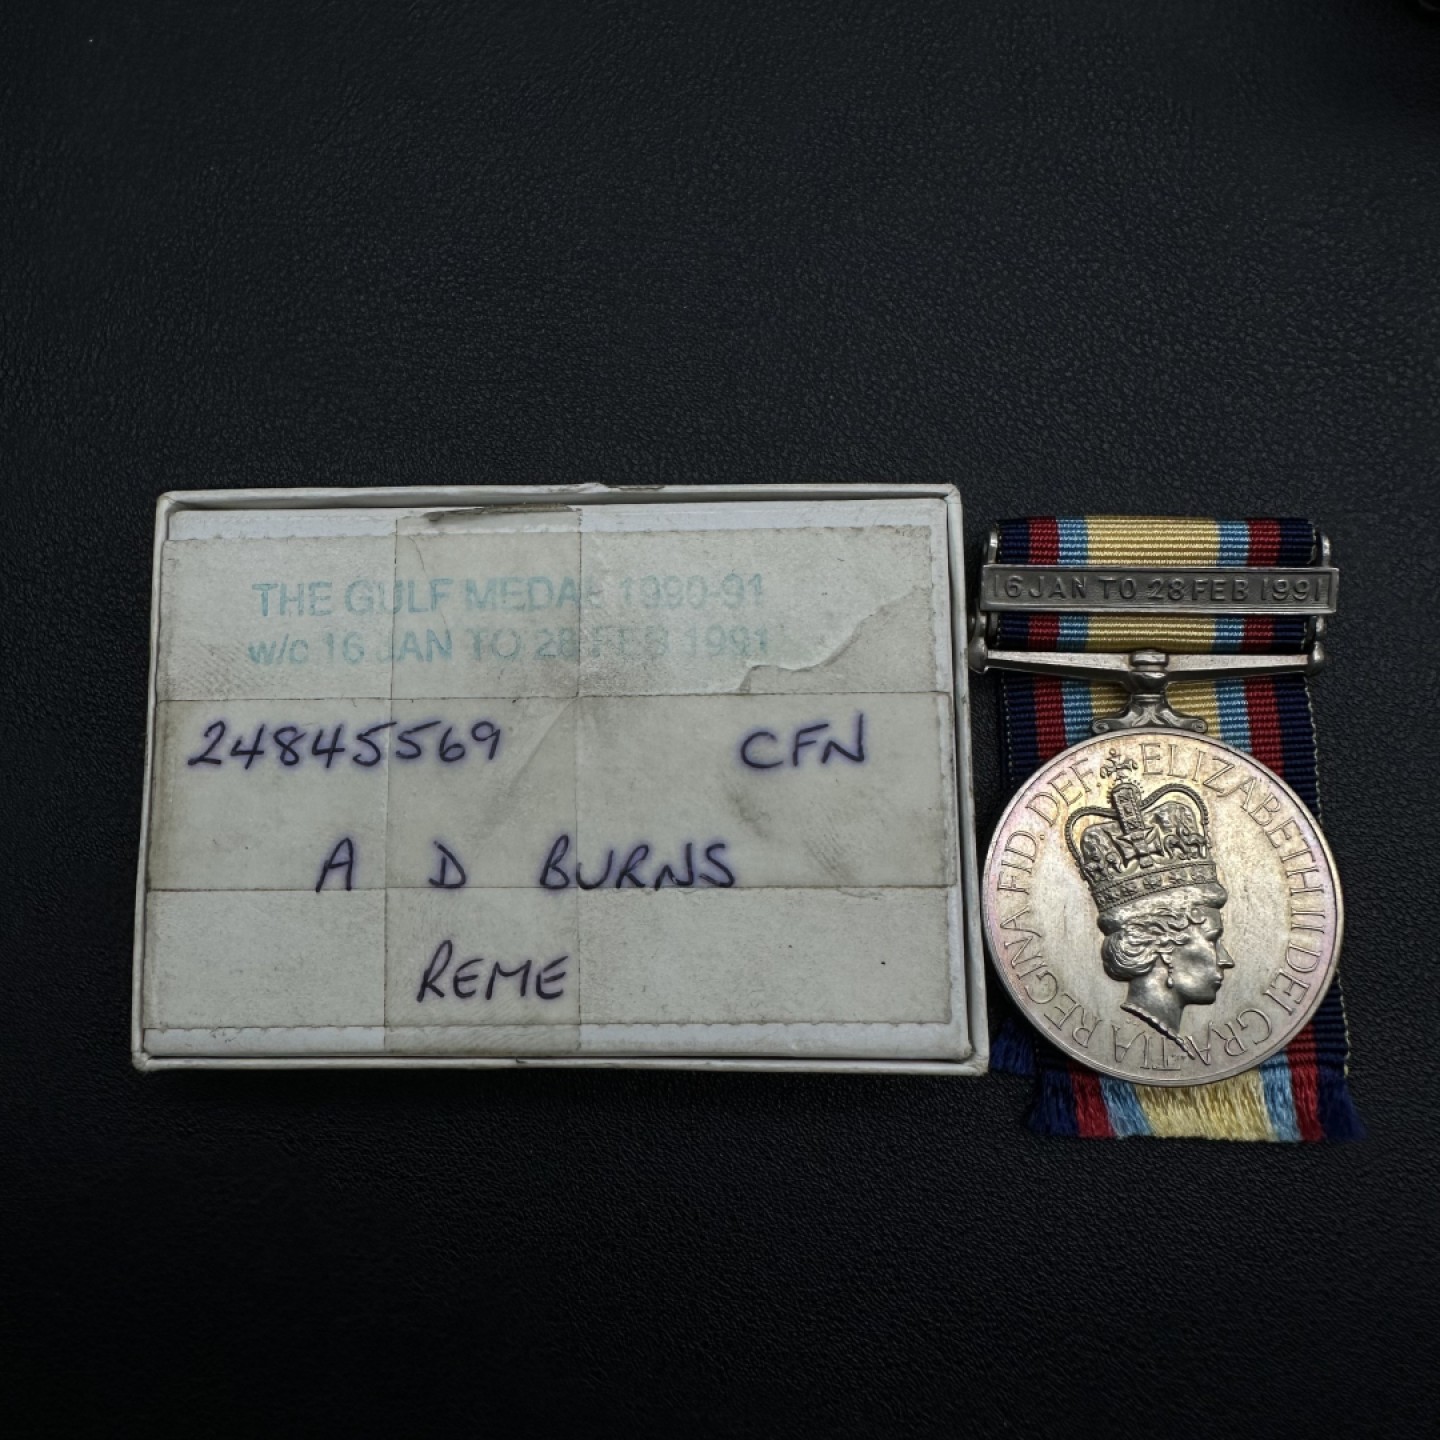 THE GULF MEDAL 1990-91
w/c 16 JAN TO 28 FEB 1991
24845569 CFN
A D BURNS
REME
16 JAN TO 28 FEB 1991
ELIZABETH II DEI GRATIA REGINA FID. DEF.